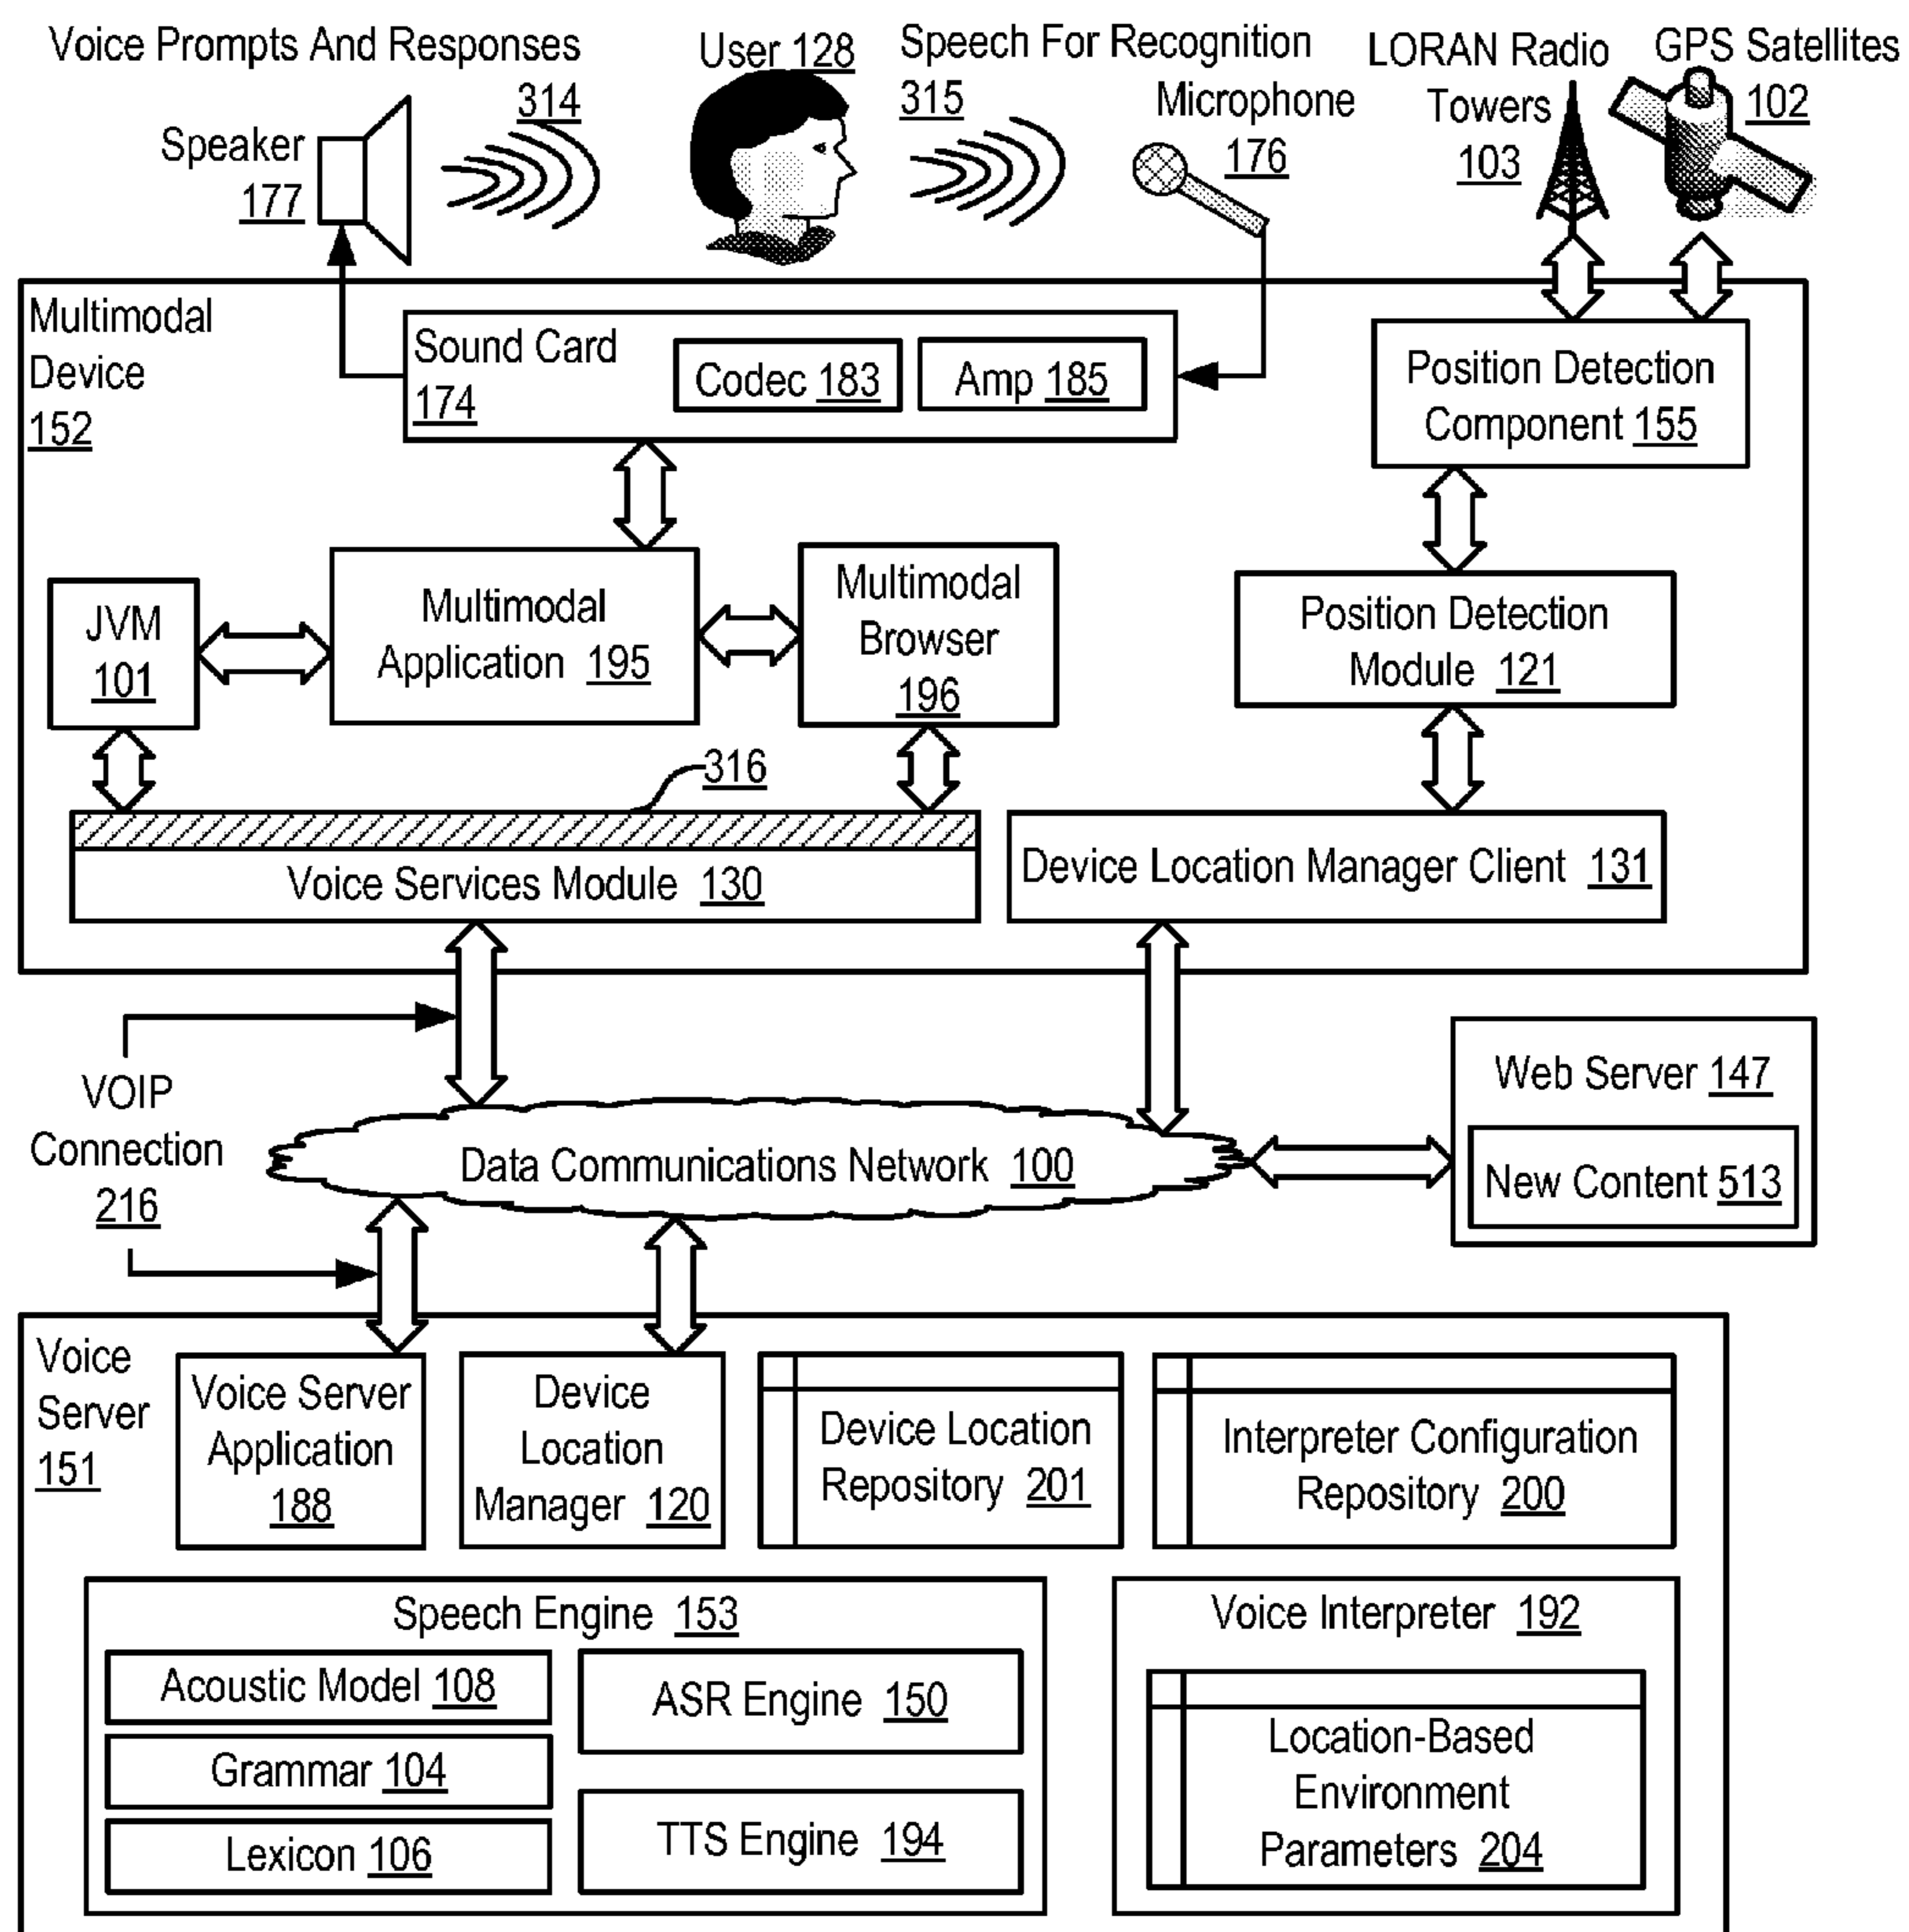 Voice Prompts And Responses
314
User 128
Speech For Recognition
315
Microphone
176
LORAN Radio
Towers
103
GPS Satellites
102
Speaker
177
Multimodal
Device
152
Sound Card
174
Codec 183
Amp 185
Position Detection
Component 155
JVM
101
Multimodal
Application 195
Multimodal
Browser
196
Position Detection
Module 121
316
Voice Services Module 130
Device Location Manager Client 131
VOIP
Connection
216
Data Communications Network 100
Web Server 147
New Content 513
Voice
Server
151
Voice Server
Application
188
Device
Location
Manager 120
Device Location
Repository 201
Interpreter Configuration
Repository 200
Speech Engine 153
Acoustic Model 108
Grammar 104
Lexicon 106
ASR Engine 150
TTS Engine 194
Voice Interpreter 192
Location-Based
Environment
Parameters 204